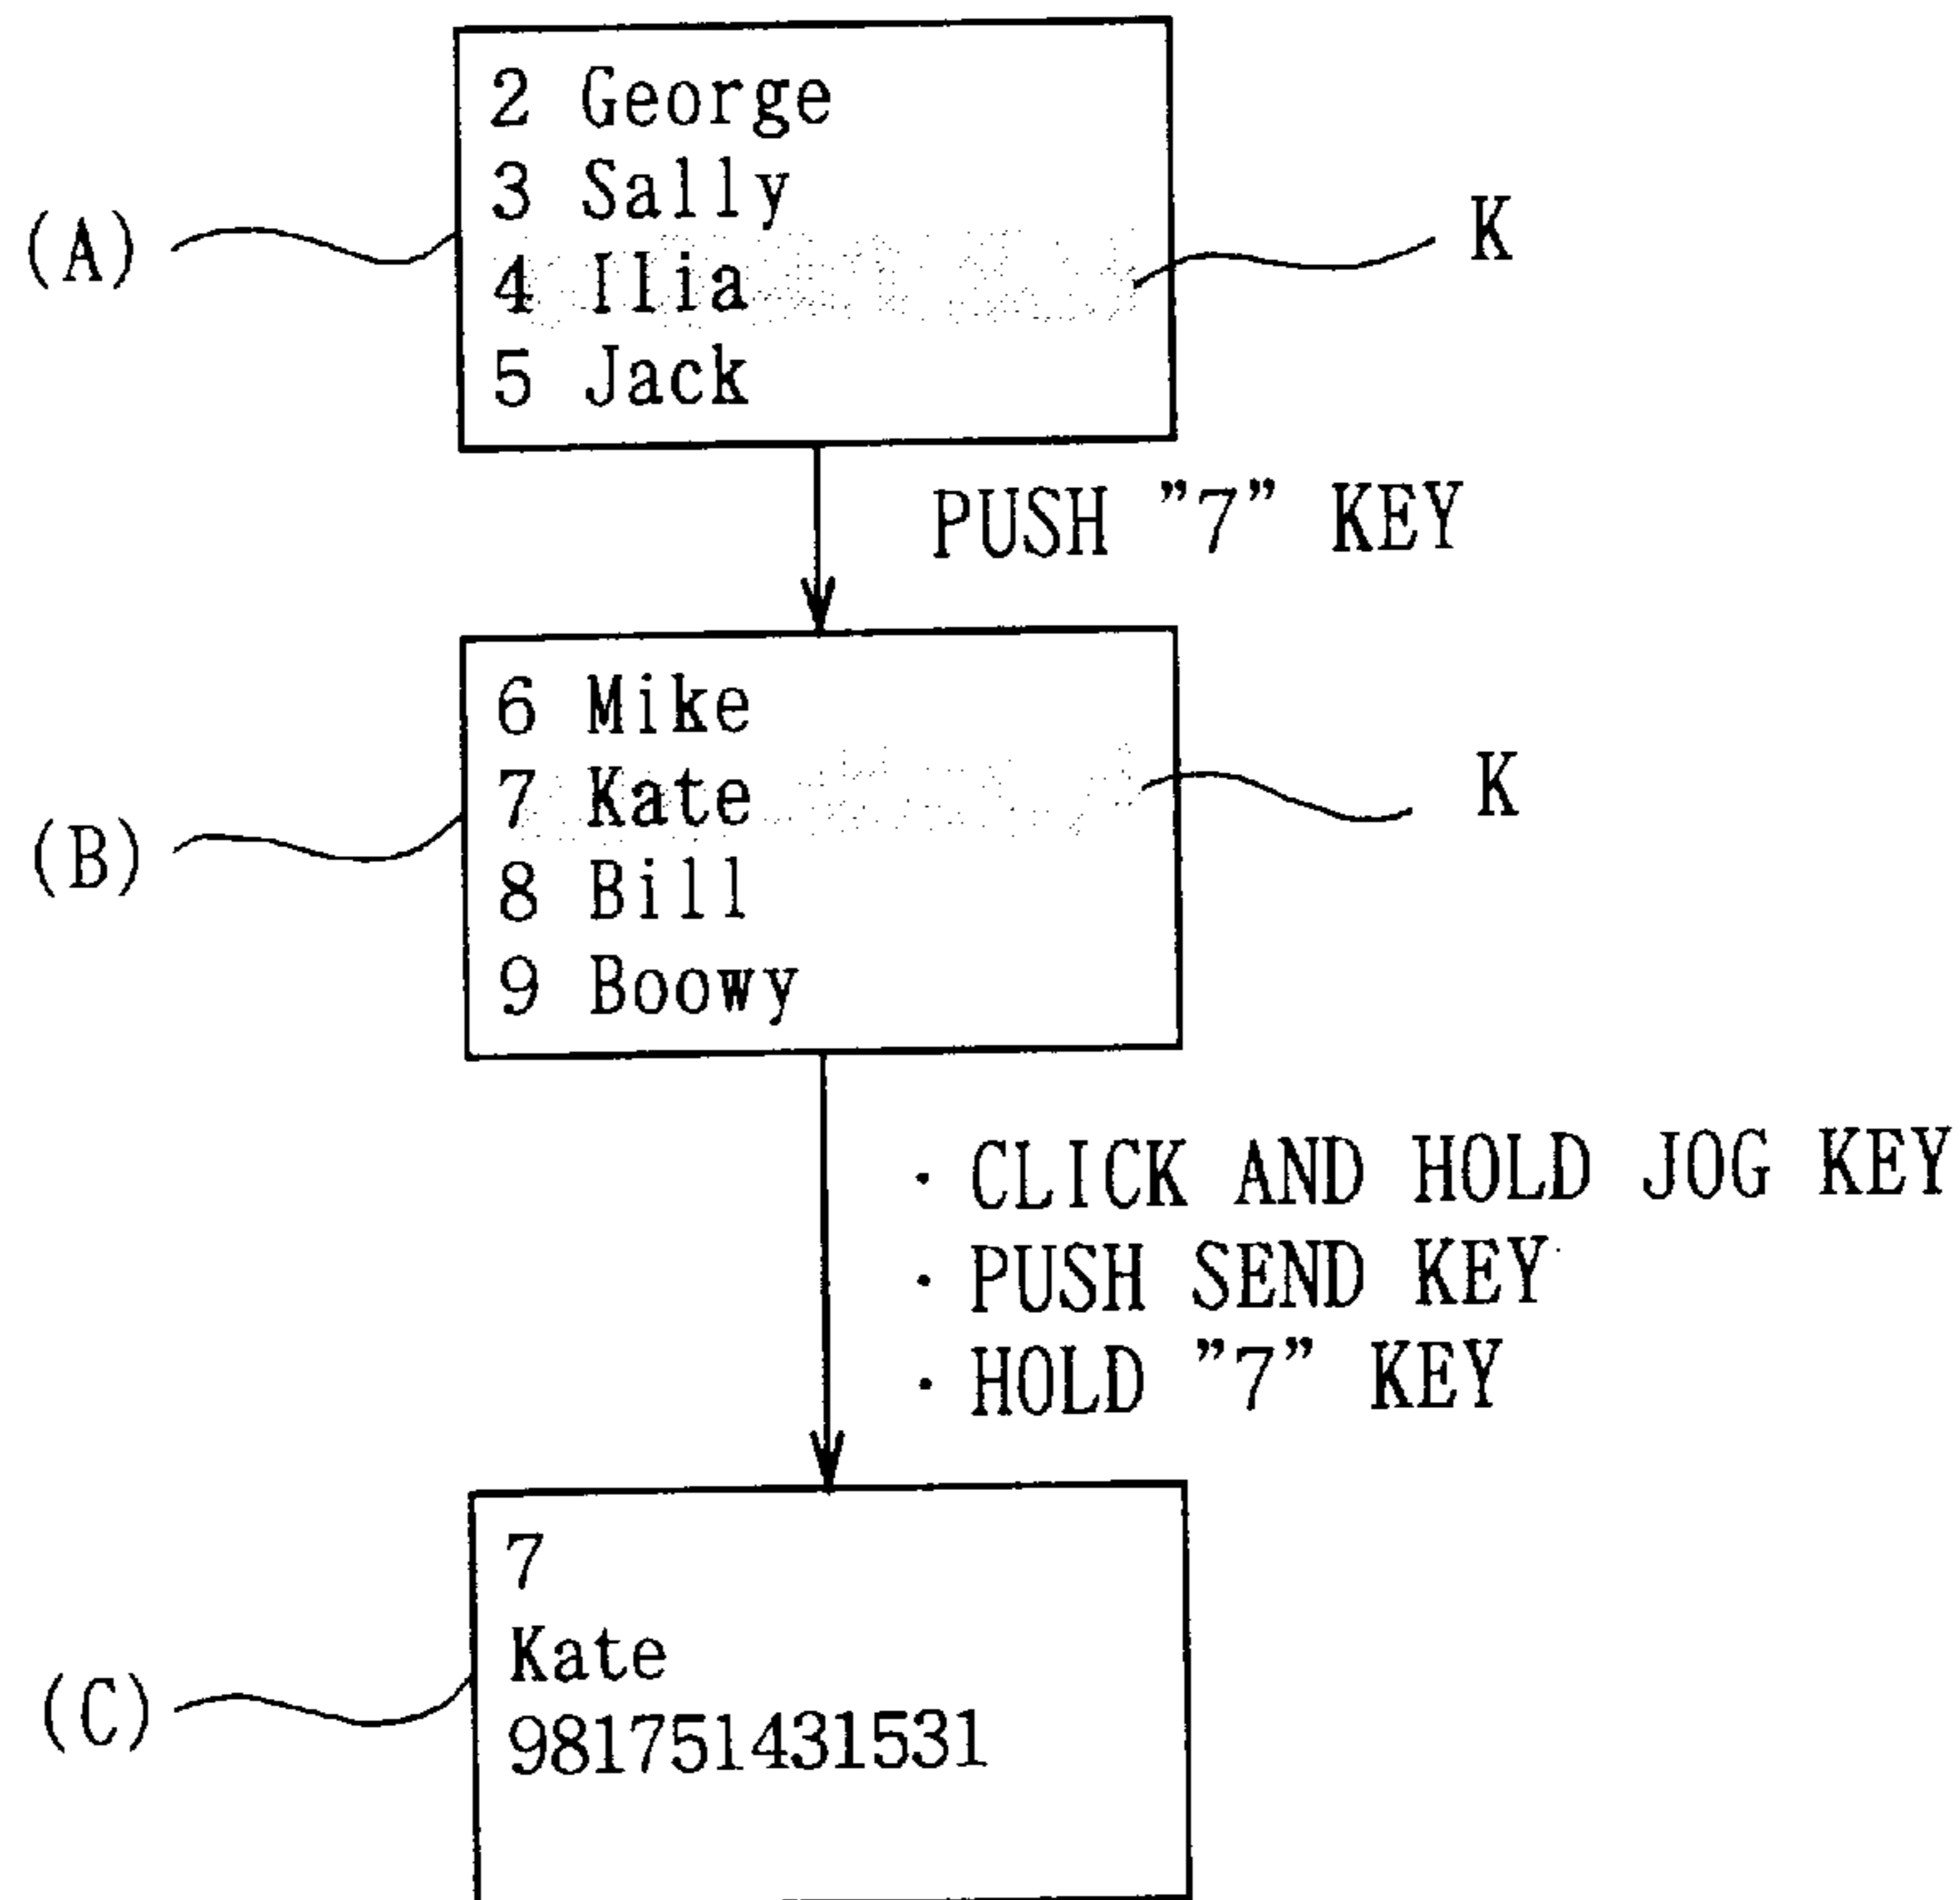 2 George
3 Sally
(A)
K
4 Ilia
5 Jack
PUSH ”7” KEY
6 Mike
7 Kate
K
(B)
8 Bill
9 Boowy
· CLICK AND HOLD JOG KEY
· PUSH SEND KEY
· HOLD ”7” KEY
7
Kate
(C)
981751431531